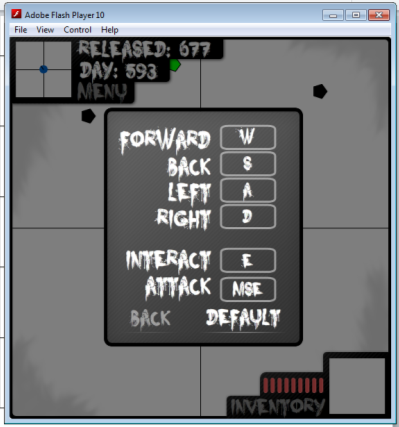 Adobe Flash Player 10
File View Control Help
RELEASED: 677
DAY: 593
MENU
FORWARD W
BACK S
LEFT A
RIGHT D
INTERACT E
ATTACK MSE
BACK DEFAULT
INVENTORY